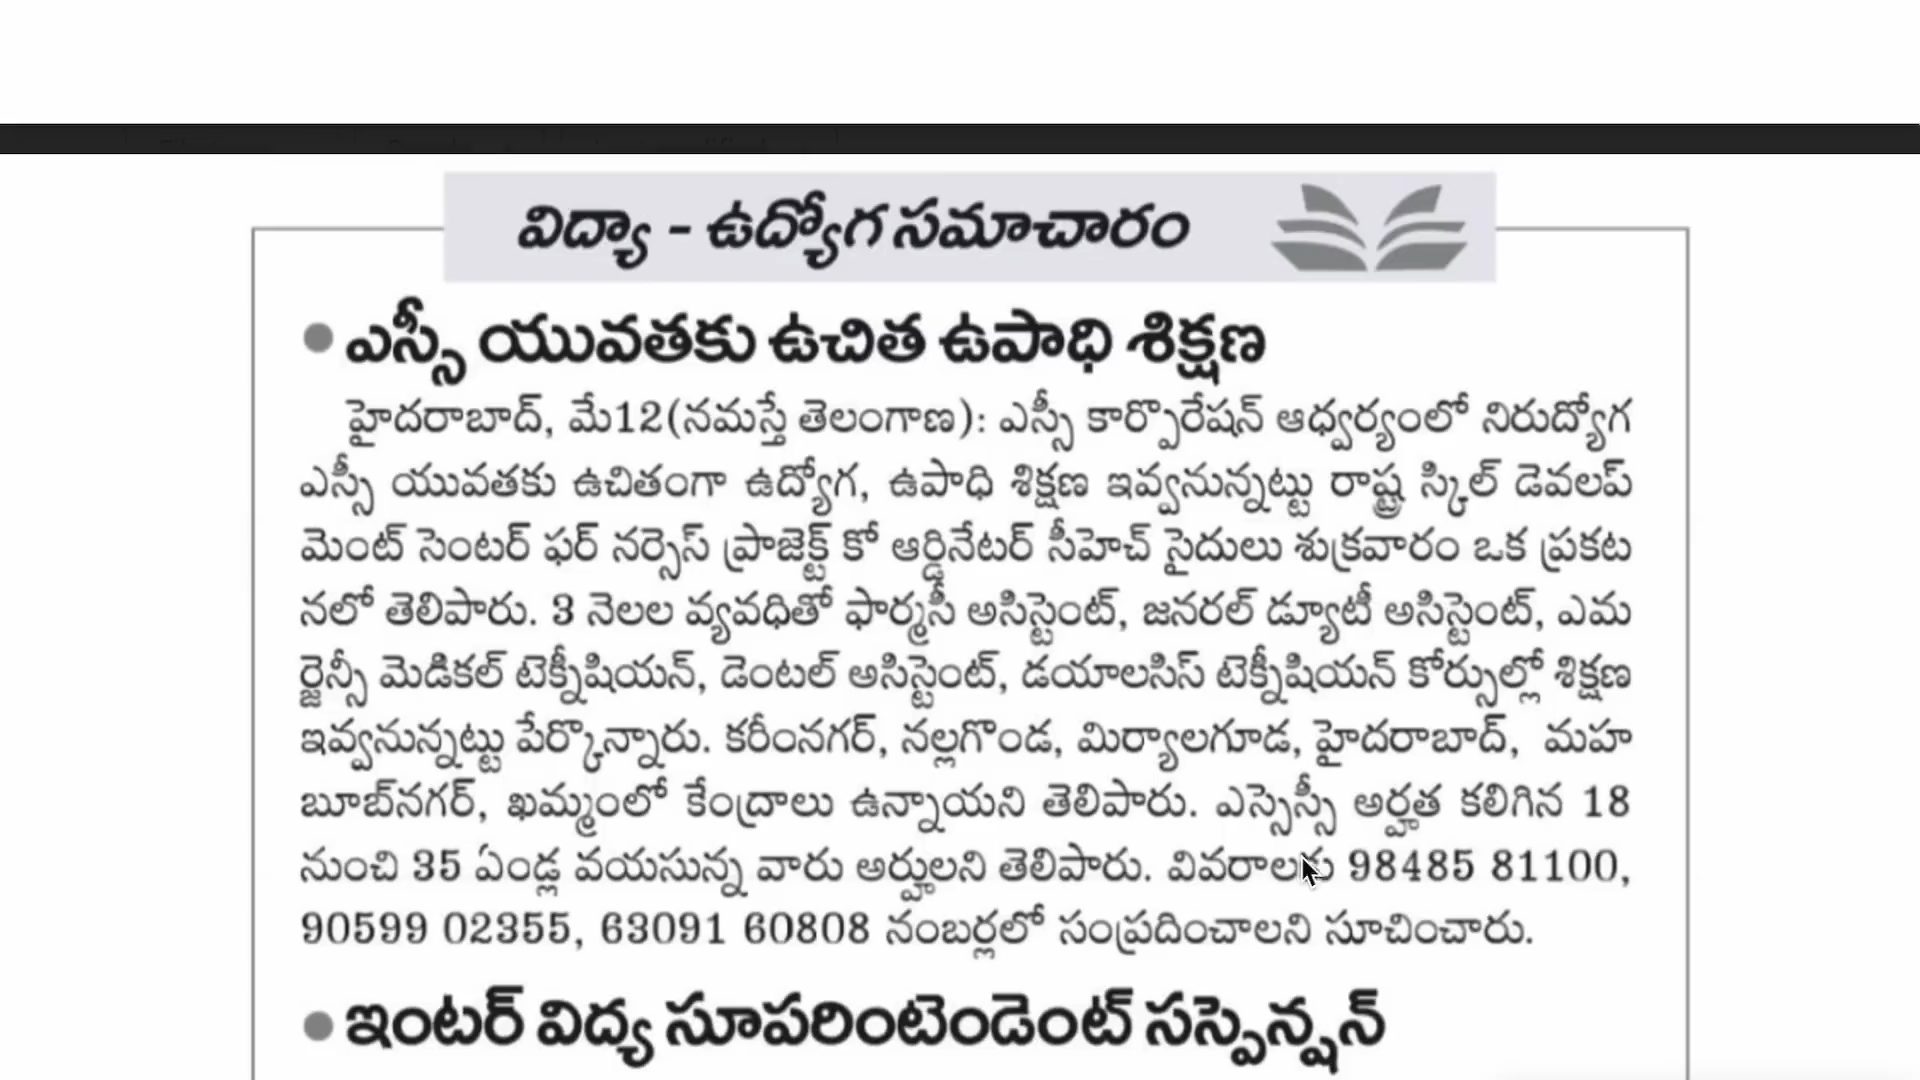 విద్యా - ఉద్యోగ సమాచారం
ఎస్సీ యువతకు ఉచిత ఉపాధి శిక్షణ
హైదరాబాద్, మే12(నమస్తే తెలంగాణ): ఎస్సీ కార్పొరేషన్ ఆధ్వర్యంలో నిరుద్యోగ
ఎస్సీ యువతకు ఉచితంగా ఉద్యోగ, ఉపాధి శిక్షణ ఇవ్వనున్నట్టు రాష్ట్ర స్కిల్ డెవలప్
మెంట్ సెంటర్ ఫర్ నర్సెస్ ప్రాజెక్ట్ కో ఆర్డినేటర్ సీహెచ్ సైదులు శుక్రవారం ఒక ప్రకట
నలో తెలిపారు. 3 నెలల వ్యవధితో ఫార్మసీ అసిస్టెంట్, జనరల్ డ్యూటీ అసిస్టెంట్, ఎమ
ర్జెన్సీ మెడికల్ టెక్నీషియన్, డెంటల్ అసిస్టెంట్, డయాలసిస్ టెక్నీషియన్ కోర్సుల్లో శిక్షణ
ఇవ్వనున్నట్టు పేర్కొన్నారు. కరీంనగర్, నల్లగొండ, మిర్యాలగూడ, హైదరాబాద్, మహ
బూబ్‌నగర్, ఖమ్మంలో కేంద్రాలు ఉన్నాయని తెలిపారు. ఎస్సెస్సీ అర్హత కలిగిన 18
నుంచి 35 ఏండ్ల వయసున్న వారు అర్హులని తెలిపారు. వివరాలకు 98485 81100,
90599 02355, 63091 60808 నంబర్లలో సంప్రదించాలని సూచించారు.
ఇంటర్ విద్య సూపరింటెండెంట్ సస్పెన్షన్